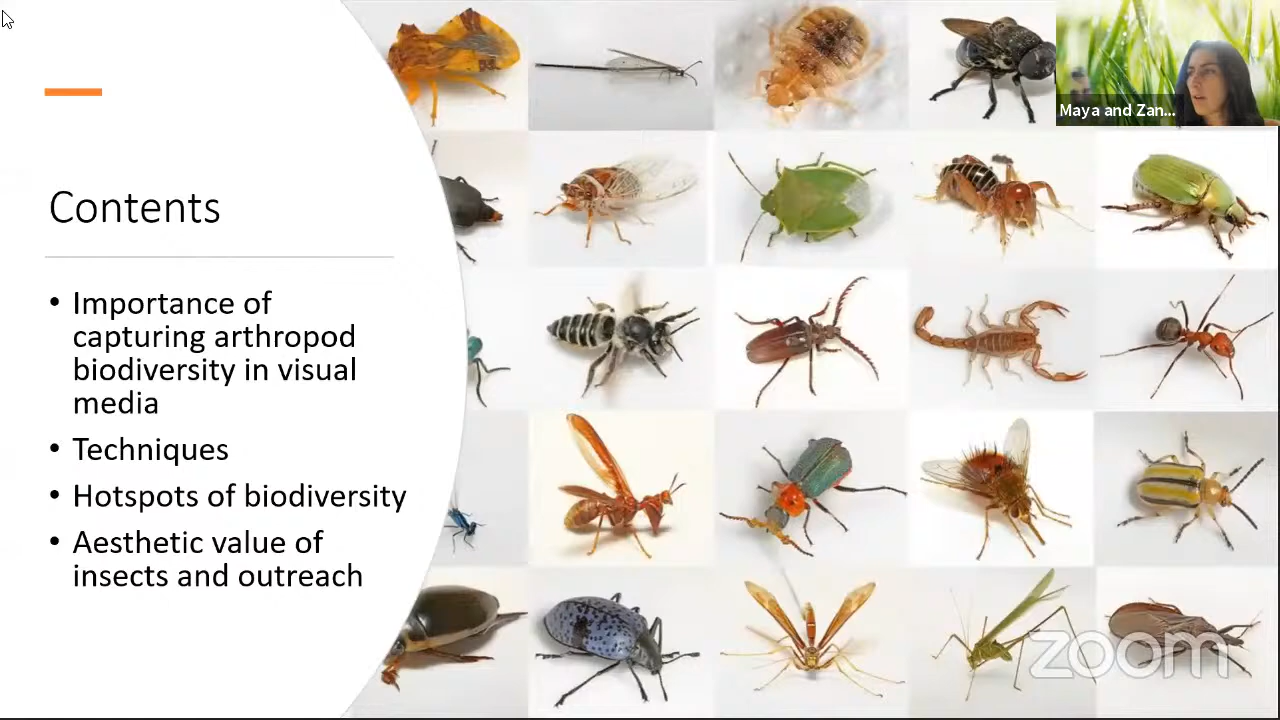 Maya and Zan...
Contents
• Importance of
capturing arthropod
biodiversity in visual
media
• Techniques
• Hotspots of biodiversity
• Aesthetic value of
insects and outreach
zoom